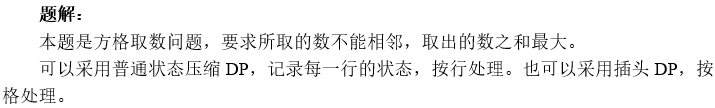 题解：
本题是方格取数问题，要求所取的数不能相邻，取出的数之和最大。
可以采用普通状态压缩 DP，记录每一行的状态，按行处理。也可以采用插头 DP，按
格处理。